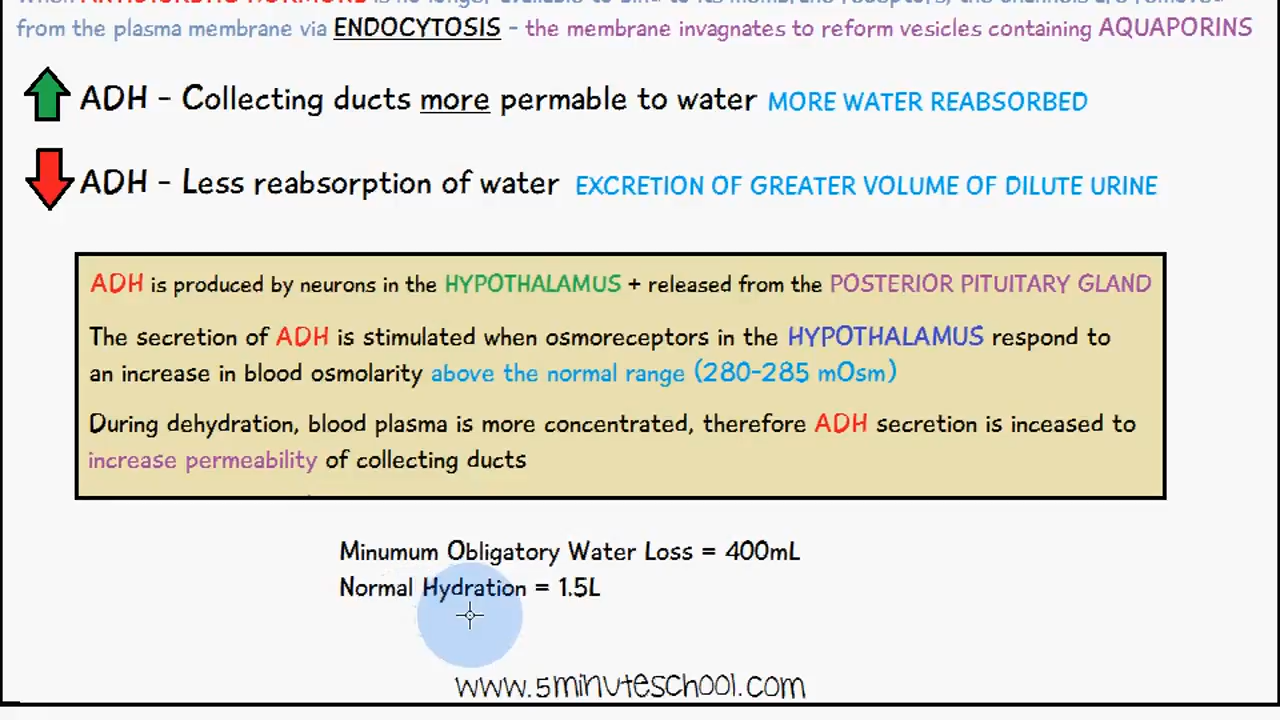 from the plasma membrane via ENDOCYTOSIS - the membrane invagnates to reform vesicles containing AQUAPORINS
ADH - Collecting ducts more permable to water MORE WATER REABSORBED
ADH - Less reabsorption of water EXCRETION OF GREATER VOLUME OF DILUTE URINE
ADH is produced by neurons in the HYPOTHALAMUS + released from the POSTERIOR PITUITARY GLAND
The secretion of ADH is stimulated when osmoreceptors in the HYPOTHALAMUS respond to
an increase in blood osmolarity above the normal range (280-285 mOsm)
During dehydration, blood plasma is more concentrated, therefore ADH secretion is inceased to
increase permeability of collecting ducts
Minumum Obligatory Water Loss = 400mL
Normal Hydration = 1.5L
www.5minuteschool.com